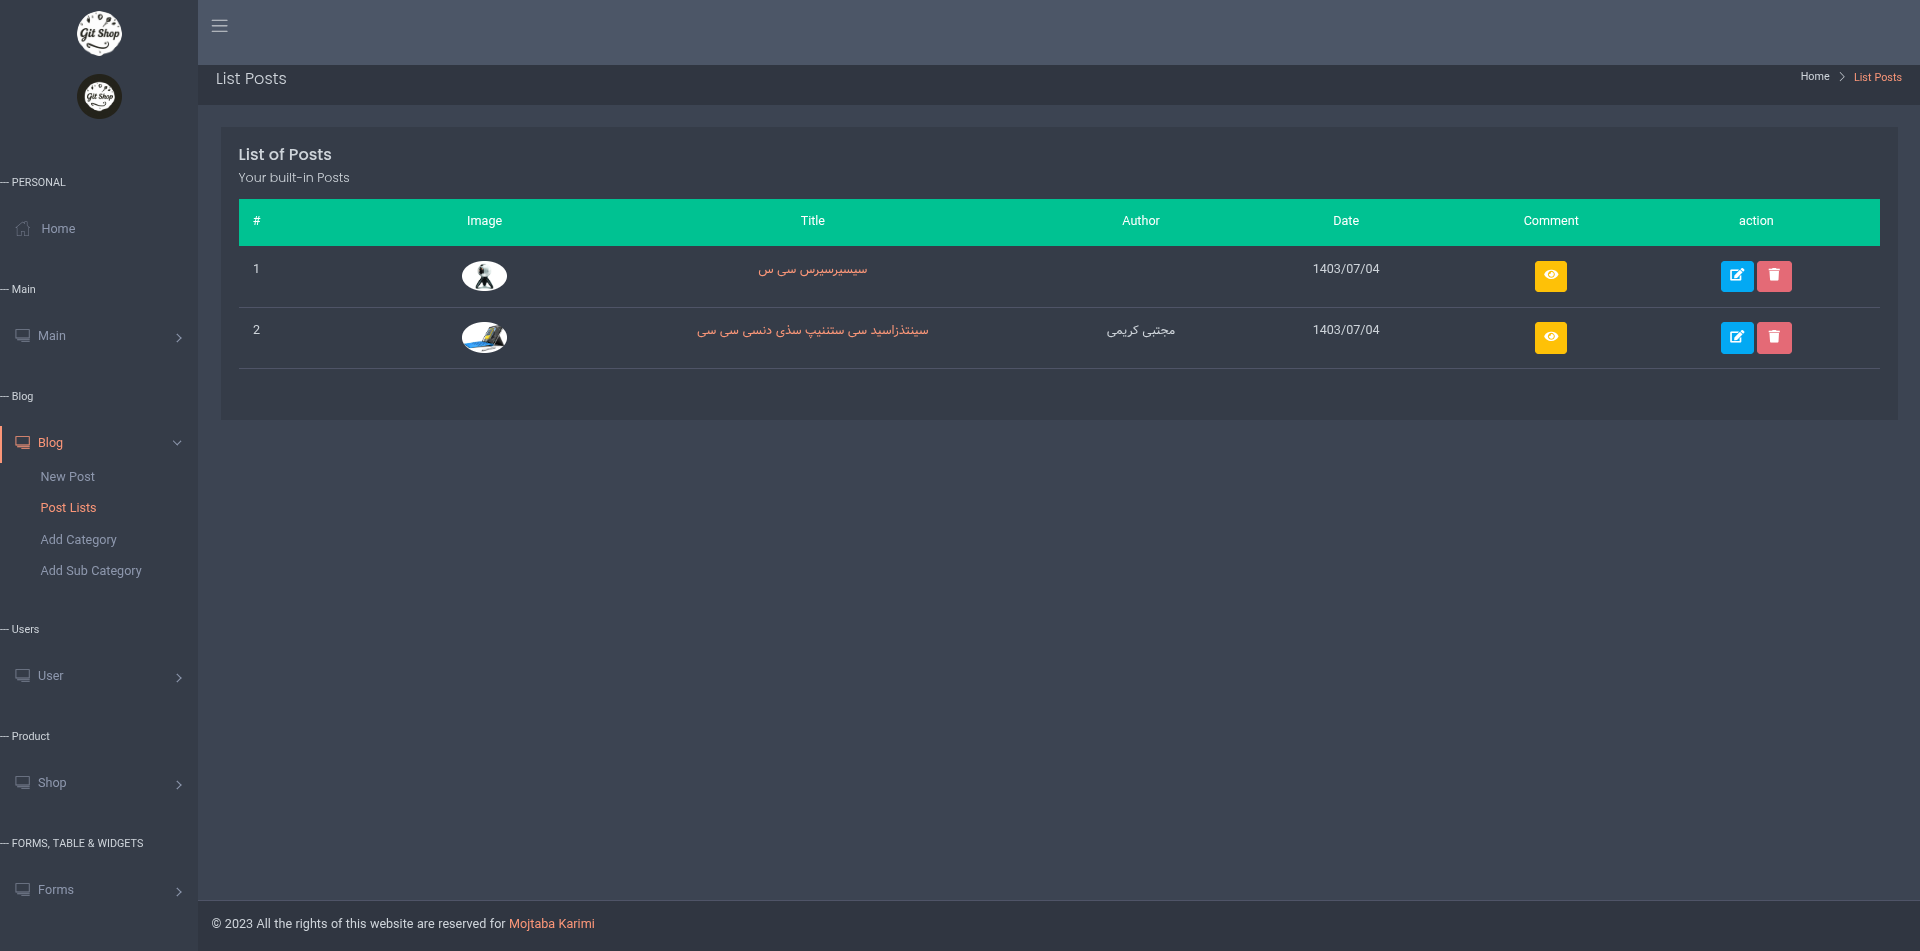 Git Shop
Git Shop
PERSONAL
Home
Main
Main
Blog
Blog
New Post
Post Lists
Add Category
Add Sub Category
Users
User
Product
Shop
FORMS, TABLE & WIDGETS
Forms
List Posts
Home
List Posts
List of Posts
Your built-in Posts
# Image Title Author Date Comment action
1 سیسیرسیرس سی س 1403/07/04
2 سینتذزاسید سی ستننیپ سذی دنسی سی سی مجتبی کریمی 1403/07/04
© 2023 All the rights of this website are reserved for Mojtaba Karimi